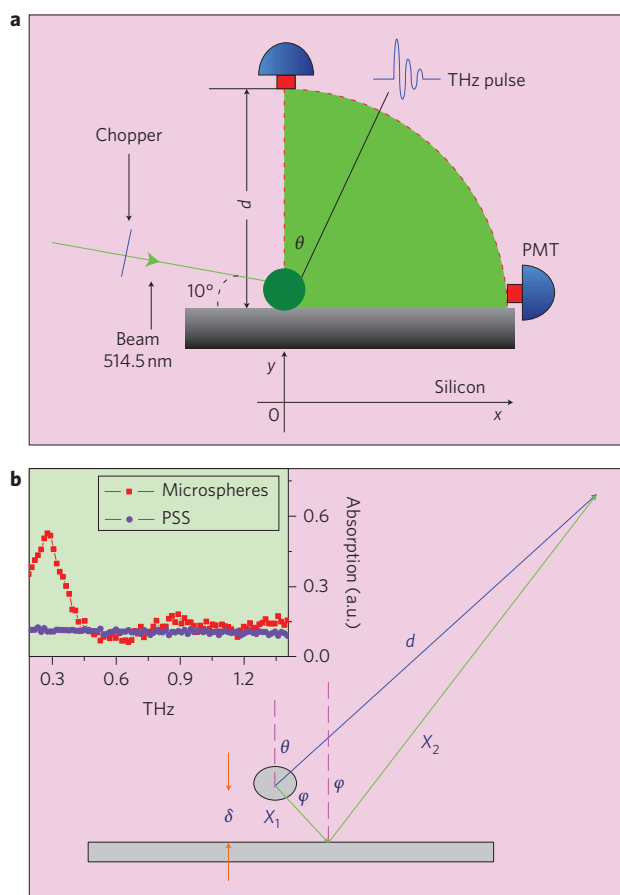 a
THz pulse
Chopper
d
θ
PMT
10°
Beam
514.5 nm
y
Silicon
0
x
b
Microspheres
PSS
Absorption (a.u.)
0.6
0.3
0.0
0.3 0.6 0.9 1.2
THz
d
θ
X2
φ
φ
X1
δ